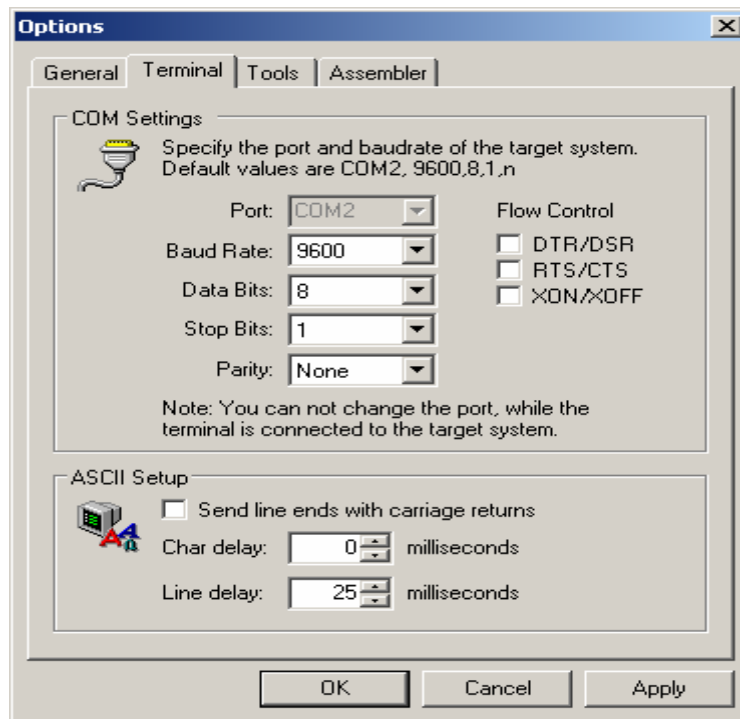 Options
General Terminal Tools Assembler
COM Settings
Specify the port and baudrate of the target system.
Default values are COM2, 9600,8,1,n
Port: COM2 Flow Control
DTR/DSR
Baud Rate: 9600
RTS/CTS
Data Bits: 8
XON/XOFF
Stop Bits: 1
Parity: None
Note: You can not change the port, while the
terminal is connected to the target system.
ASCII Setup
Send line ends with carriage returns
Char delay: 0 milliseconds
Line delay: 25 milliseconds
OK Cancel Apply